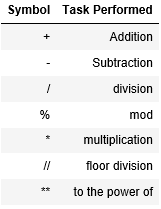 Symbol Task Performed
+ Addition
- Subtraction
/ division
% mod
* multiplication
// floor division
** to the power of